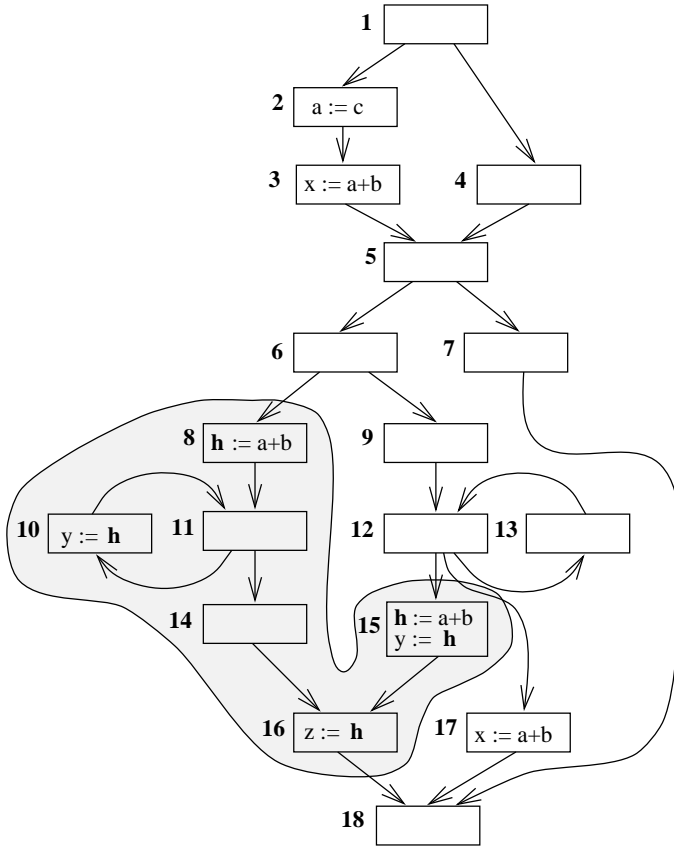 1
2 a := c
3 x := a+b 4
5
6 7
8 h := a+b 9
10 y := h 11 12 13
14 15 h := a+b
y := h
16 z := h 17 x := a+b
18